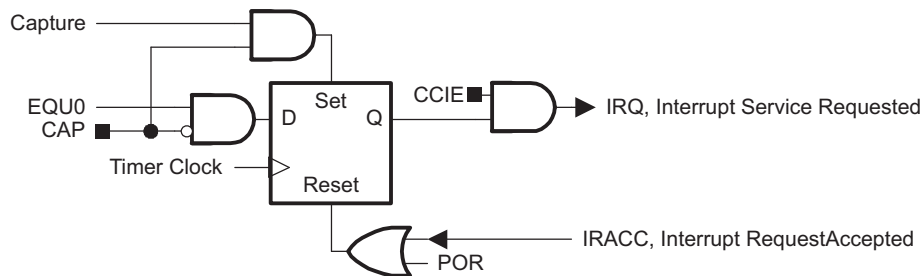 Capture
EQU0
CAP
Timer Clock
Set
D
Q
Reset
CCIE
IRQ, Interrupt Service Requested
IRACC, Interrupt RequestAccepted
POR